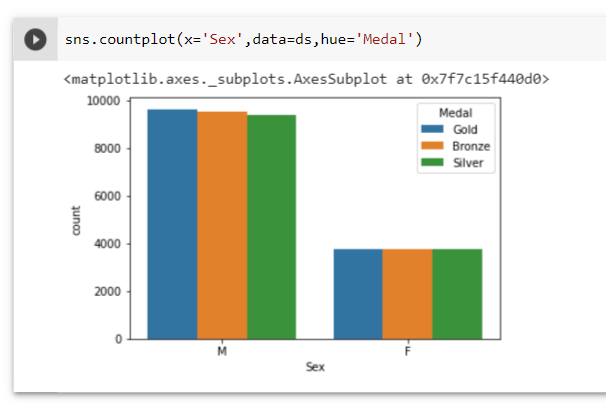 sns.countplot(x='Sex',data=ds,hue='Medal')
<matplotlib.axes._subplots.AxesSubplot at 0x7f7c15f440d0>
10000
8000
6000
4000
2000
0
count
Medal
Gold
Bronze
Silver
M
F
Sex